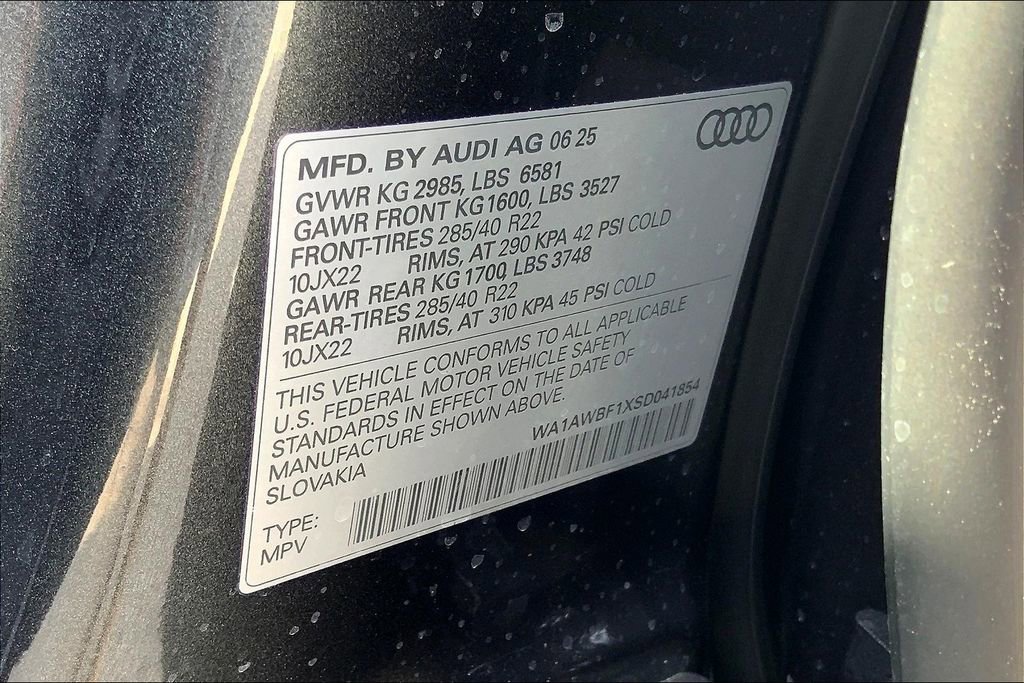 MFD. BY AUDI AG 06 25
GVWR KG 2985, LBS 6581
GAWR FRONT KG1600, LBS 3527
FRONT-TIRES 285/40 R22
10JX22 RIMS, AT 290 KPA 42 PSI COLD
GAWR REAR KG 1700, LBS 3748
REAR-TIRES 285/40 R22
10JX22 RIMS, AT 310 KPA 45 PSI COLD
THIS VEHICLE CONFORMS TO ALL APPLICABLE
U.S. FEDERAL MOTOR VEHICLE SAFETY
STANDARDS IN EFFECT ON THE DATE OF
MANUFACTURE SHOWN ABOVE.
SLOVAKIA
WA1AWBF1XSD041854
TYPE:
MPV